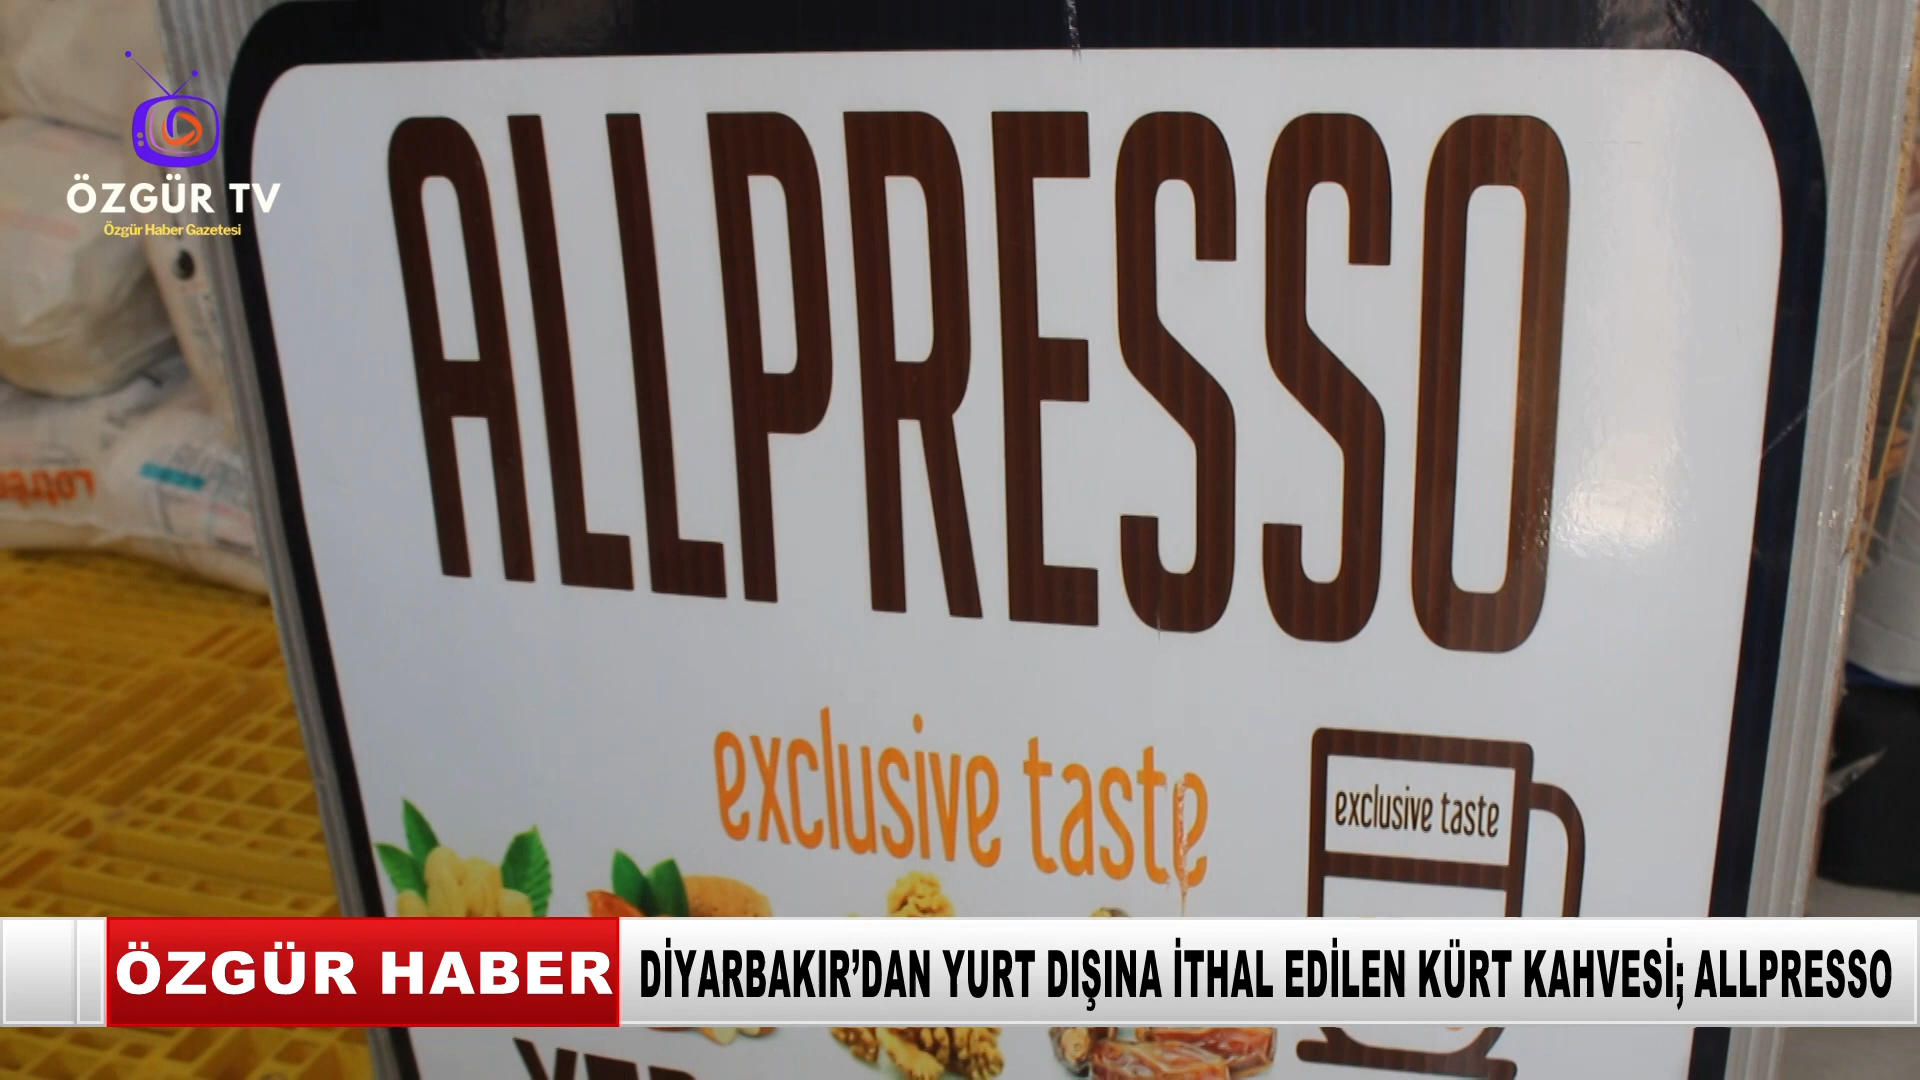 ÖZGÜR TV
Özgür Haber Gazetesi
ALLPRESSO
exclusive taste
exclusive taste
ÖZGÜR HABER
DİYARBAKIR’DAN YURT DIŞINA İTHAL EDİLEN KÜRT KAHVESİ; ALLPRESSO